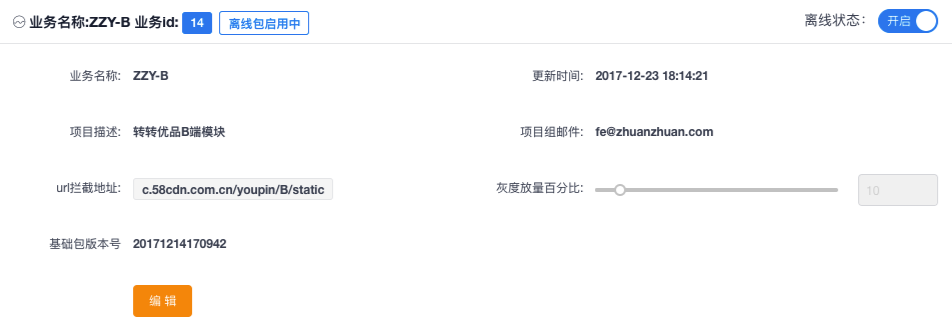 业务名称:ZZY-B 业务id: 14 离线包启用中 离线状态: 开启
业务名称: ZZY-B 更新时间: 2017-12-23 18:14:21
项目描述: 转转优品B端模块 项目组邮件: fe@zhuanzhuan.com
url拦截地址: c.58cdn.com.cn/youpin/B/static 灰度放量百分比: 10
基础包版本号 20171214170942
编 辑